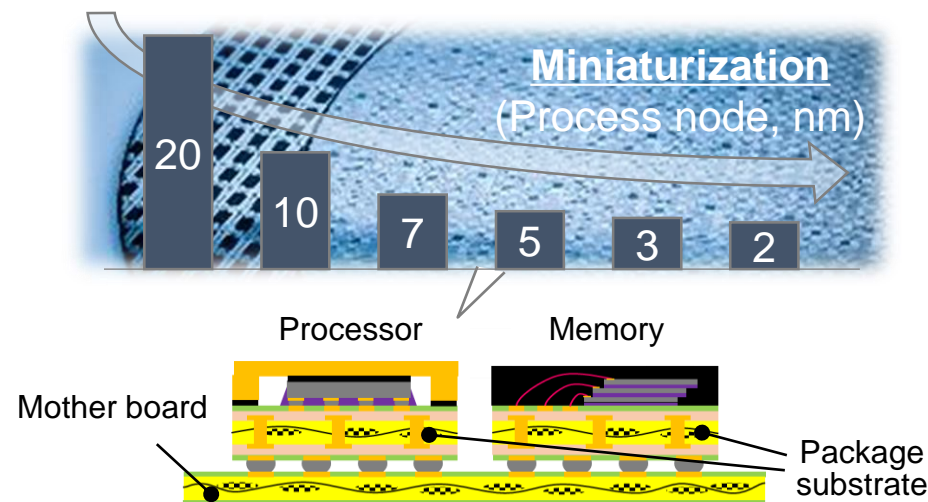 Miniaturization
(Process node, nm)
20
10
7
5
3
2
Processor
Memory
Mother board
Package
substrate